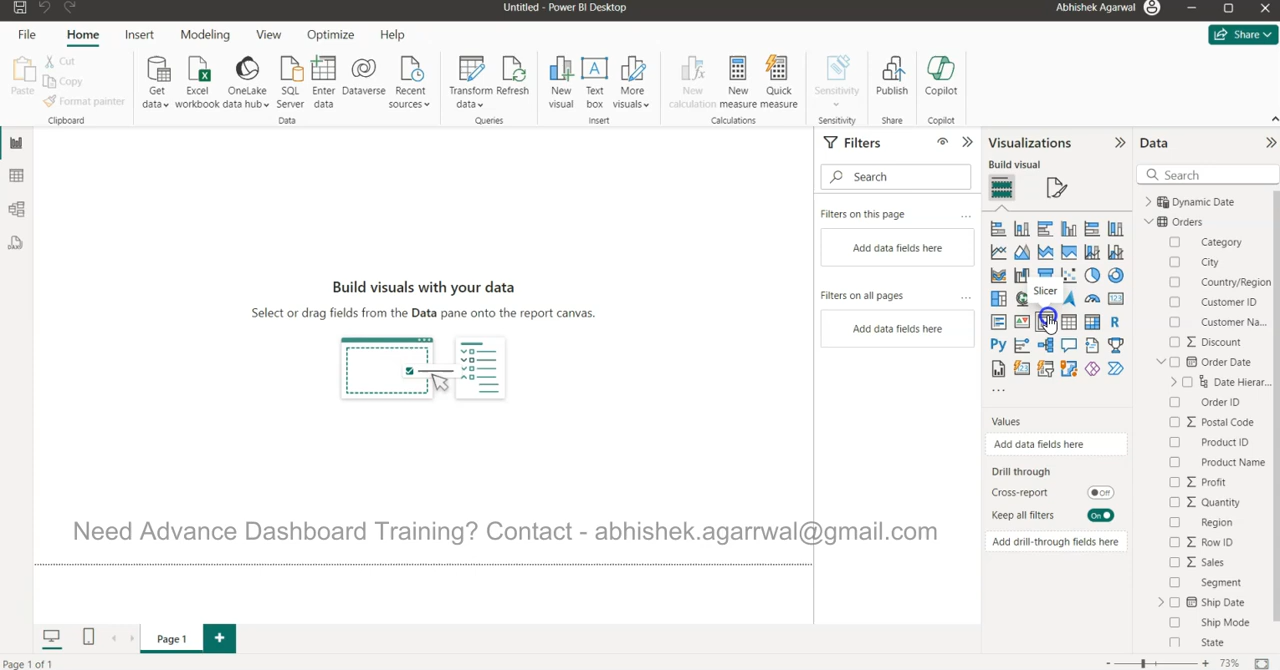 Untitled - Power BI Desktop
Abhishek Agarwal
File
Home
Insert
Modeling
View
Optimize
Help
Share
Paste
Cut
Copy
Format painter
Clipboard
Get data
Excel workbook
OneLake data hub
SQL Server
Enter data
Dataverse
Recent sources
Data
Transform data
Refresh
Queries
New visual
Text box
More visuals
Insert
New calculation
New measure
Quick measure
Calculations
Sensitivity
Sensitivity
Publish
Share
Copilot
Copilot
Filters
Search
Filters on this page
...
Add data fields here
Filters on all pages
...
Add data fields here
Visualizations
Build visual
Slicer
R
Py
123
...
Values
Add data fields here
Drill through
Cross-report
Off
Keep all filters
On
Add drill-through fields here
Data
Search
Dynamic Date
Orders
Category
City
Country/Region
Customer ID
Customer Na...
Discount
Order Date
Date Hierar...
Order ID
Postal Code
Product ID
Product Name
Profit
Quantity
Region
Row ID
Sales
Segment
Ship Date
Ship Mode
State
Build visuals with your data
Select or drag fields from the Data pane onto the report canvas.
Need Advance Dashboard Training? Contact - abhishek.agarrwal@gmail.com
Page 1
+
Page 1 of 1
- + 73%